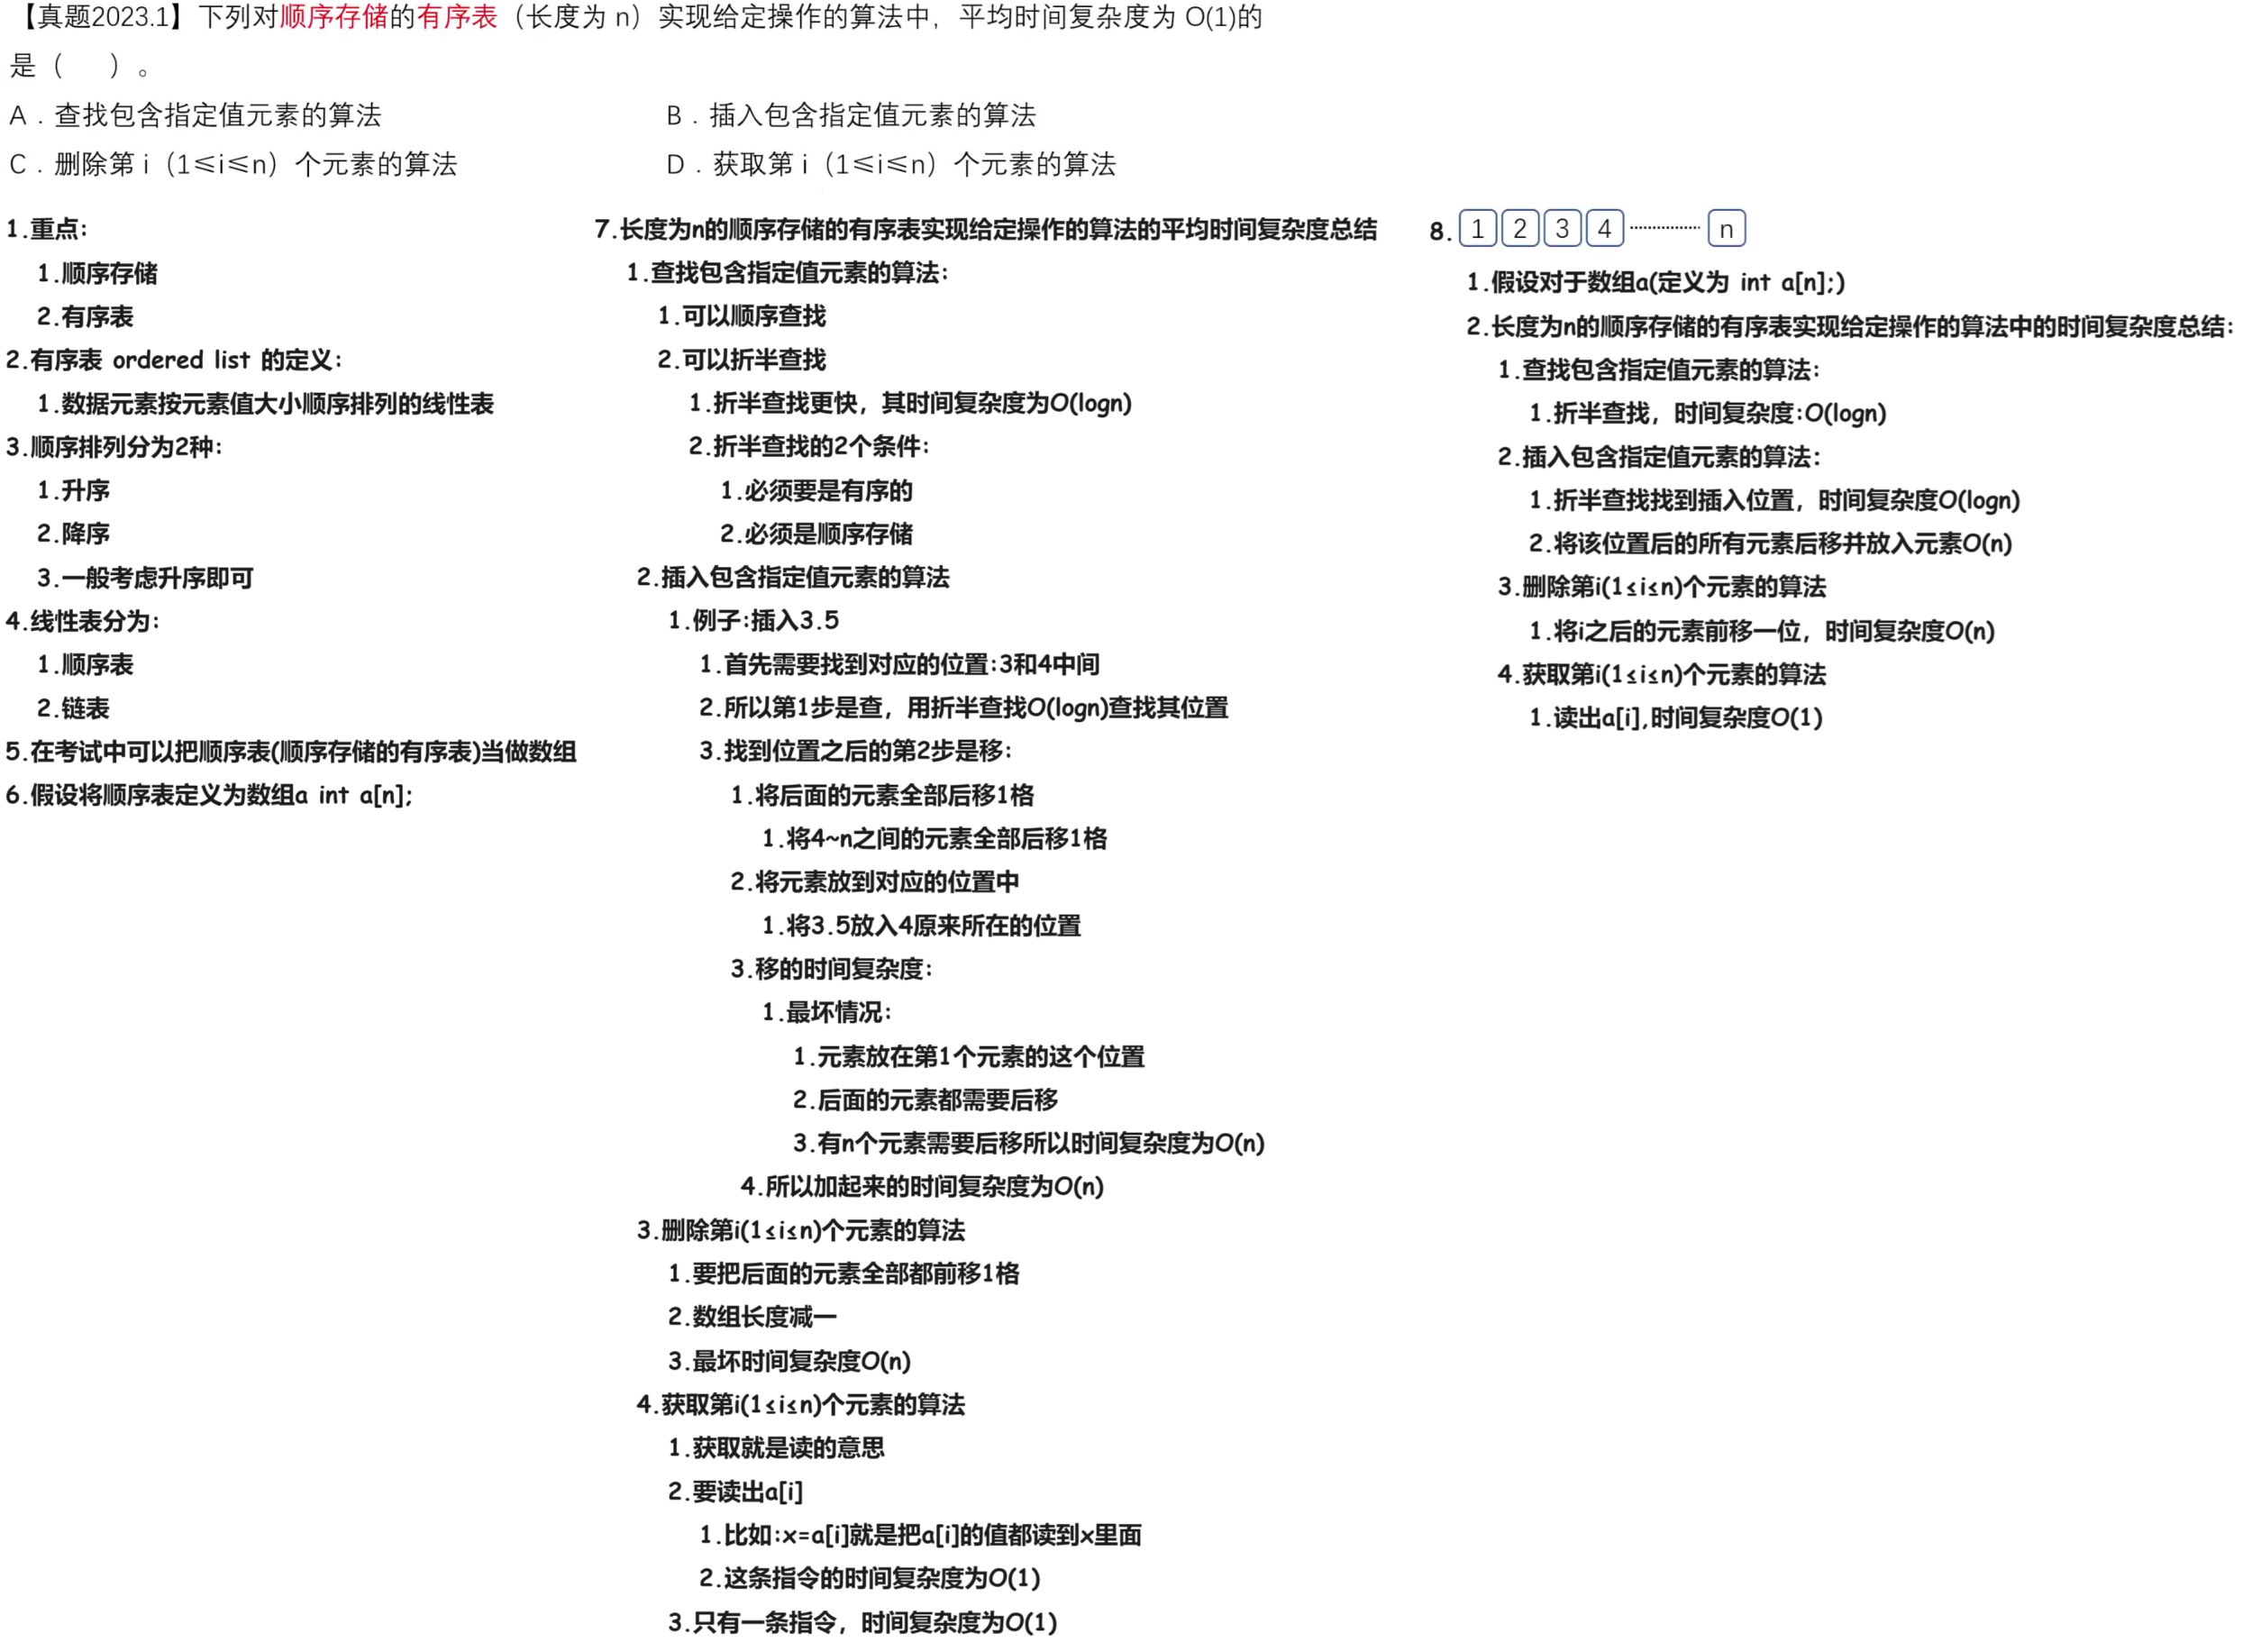 【真题2023.1】下列对顺序存储的有序表（长度为 n）实现给定操作的算法中，平均时间复杂度为 O(1)的
是（　　）。
A．查找包含指定值元素的算法
B．插入包含指定值元素的算法
C．删除第 i（1≤i≤n）个元素的算法
D．获取第 i（1≤i≤n）个元素的算法
1.重点:
1.顺序存储
2.有序表
2.有序表 ordered list 的定义:
1.数据元素按元素值大小顺序排列的线性表
3.顺序排列分为2种:
1.升序
2.降序
3.一般考虑升序即可
4.线性表分为:
1.顺序表
2.链表
5.在考试中可以把顺序表(顺序存储的有序表)当做数组
6.假设将顺序表定义为数组a int a[n];
7.长度为n的顺序存储的有序表实现给定操作的算法的平均时间复杂度总结
1.查找包含指定值元素的算法:
1.可以顺序查找
2.可以折半查找
1.折半查找更快，其时间复杂度为O(logn)
2.折半查找的2个条件:
1.必须要是有序的
2.必须是顺序存储
2.插入包含指定值元素的算法
1.例子:插入3.5
1.首先需要找到对应的位置:3和4中间
2.所以第1步是查，用折半查找O(logn)查找其位置
3.找到位置之后的第2步是移:
1.将后面的元素全部后移1格
1.将4~n之间的元素全部后移1格
2.将元素放到对应的位置中
1.将3.5放入4原来所在的位置
3.移的时间复杂度:
1.最坏情况:
1.元素放在第1个元素的这个位置
2.后面的元素都需要后移
3.有n个元素需要后移所以时间复杂度为O(n)
4.所以加起来的时间复杂度为O(n)
3.删除第i(1≤i≤n)个元素的算法
1.要把后面的元素全部都前移1格
2.数组长度减一
3.最坏时间复杂度O(n)
4.获取第i(1≤i≤n)个元素的算法
1.获取就是读的意思
2.要读出a[i]
1.比如:x=a[i]就是把a[i]的值都读到x里面
2.这条指令的时间复杂度为O(1)
3.只有一条指令，时间复杂度为O(1)
8. 1 2 3 4 ………… n
1.假设对于数组a(定义为 int a[n];)
2.长度为n的顺序存储的有序表实现给定操作的算法中的时间复杂度总结:
1.查找包含指定值元素的算法:
1.折半查找，时间复杂度:O(logn)
2.插入包含指定值元素的算法:
1.折半查找找到插入位置，时间复杂度O(logn)
2.将该位置后的所有元素后移并放入元素O(n)
3.删除第i(1≤i≤n)个元素的算法
1.将i之后的元素前移一位，时间复杂度O(n)
4.获取第i(1≤i≤n)个元素的算法
1.读出a[i],时间复杂度O(1)